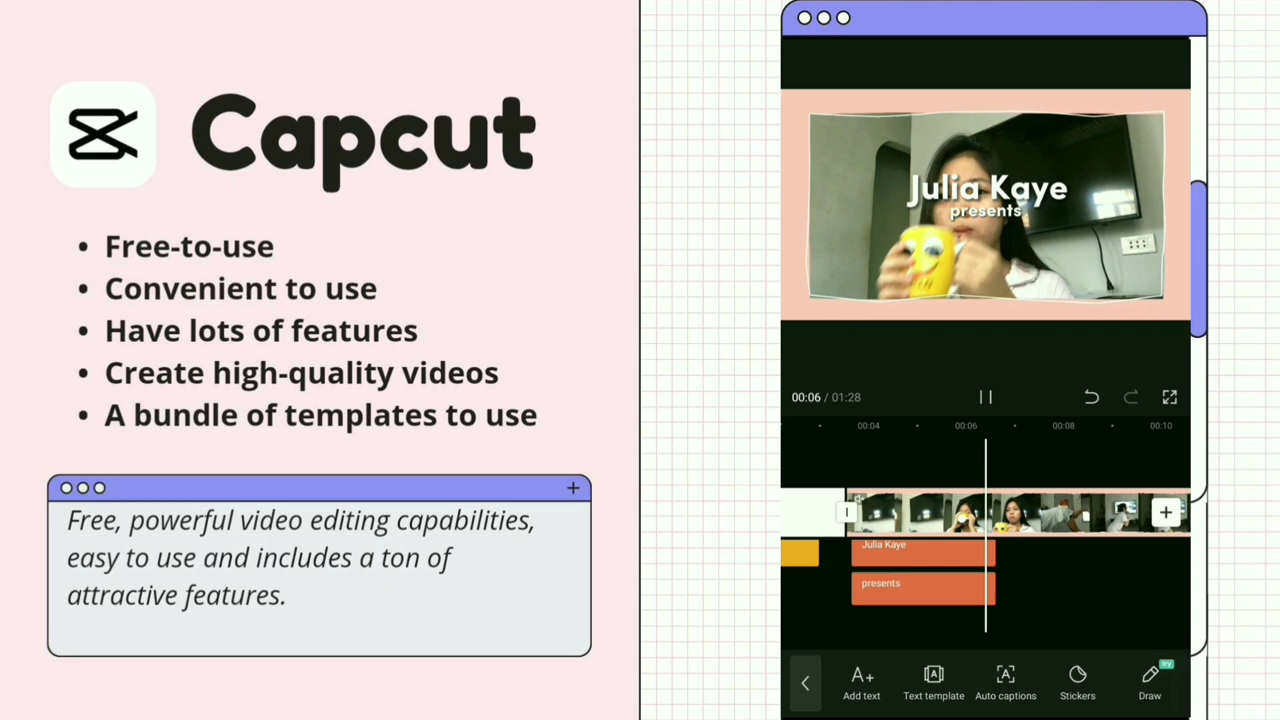 Capcut
• Free-to-use
• Convenient to use
• Have lots of features
• Create high-quality videos
• A bundle of templates to use
+
Free, powerful video editing capabilities,
easy to use and includes a ton of
attractive features.
Julia Kaye
presents
00:06 / 01:28
00:04 00:06 00:08 00:10
+
Julia Kaye
presents
A+ A A try
Add text Text template Auto captions Stickers Draw